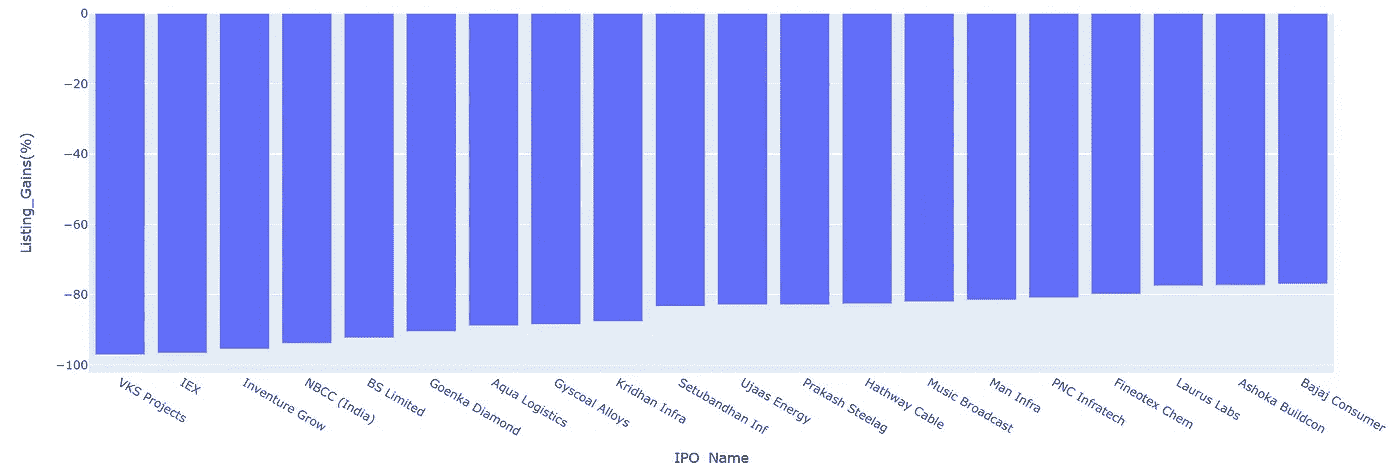 0
−20
−40
−60
−80
−100
Listing_Gains(%)
VKS Projects
IEX
Inventure Grow
NBCC (India)
BS Limited
Goenka Diamond
Aqua Logistics
Gyscoal Alloys
Kridhan Infra
Setubandhan Inf
Ujaas Energy
Prakash Steelag
Hathway Cable
Music Broadcast
Man Infra
PNC Infratech
Fineotex Chem
Laurus Labs
Ashoka Buildcon
Bajaj Consumer
IPO_Name